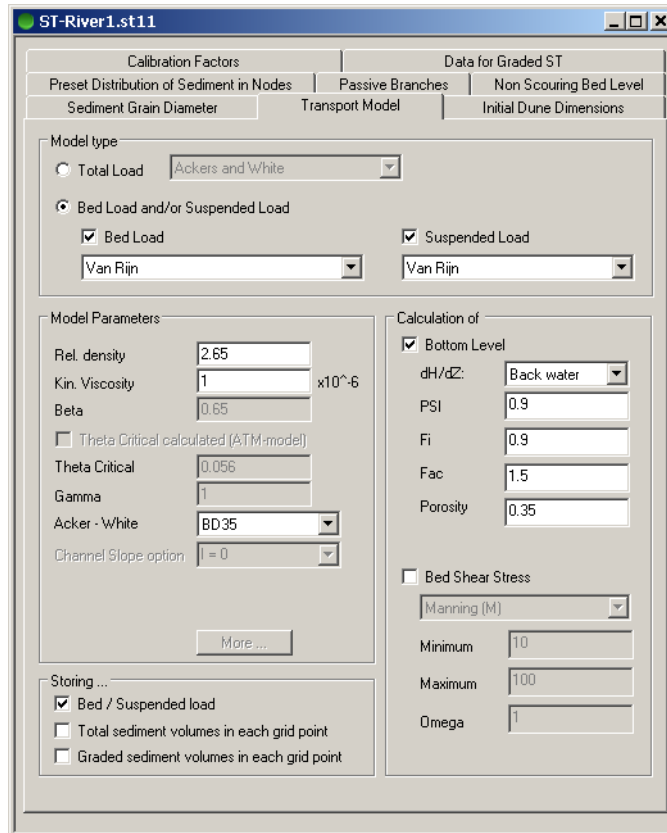 ST-River1.st11
Calibration Factors Data for Graded ST
Preset Distribution of Sediment in Nodes Passive Branches Non Scouring Bed Level
Sediment Grain Diameter Transport Model Initial Dune Dimensions
Model type
Total Load Ackers and White
Bed Load and/or Suspended Load
Bed Load Suspended Load
Van Rijn Van Rijn
Model Parameters
Rel. density 2.65
Kin. Viscosity 1 x10^-6
Beta 0.65
Theta Critical calculated (ATM-model)
Theta Critical 0.056
Gamma 1
Acker - White BD35
Channel Slope option I = 0
More ...
Storing ...
Bed / Suspended load
Total sediment volumes in each grid point
Graded sediment volumes in each grid point
Calculation of
Bottom Level
dH/dZ: Back water
PSI 0.9
Fi 0.9
Fac 1.5
Porosity 0.35
Bed Shear Stress
Manning (M)
Minimum 10
Maximum 100
Omega 1